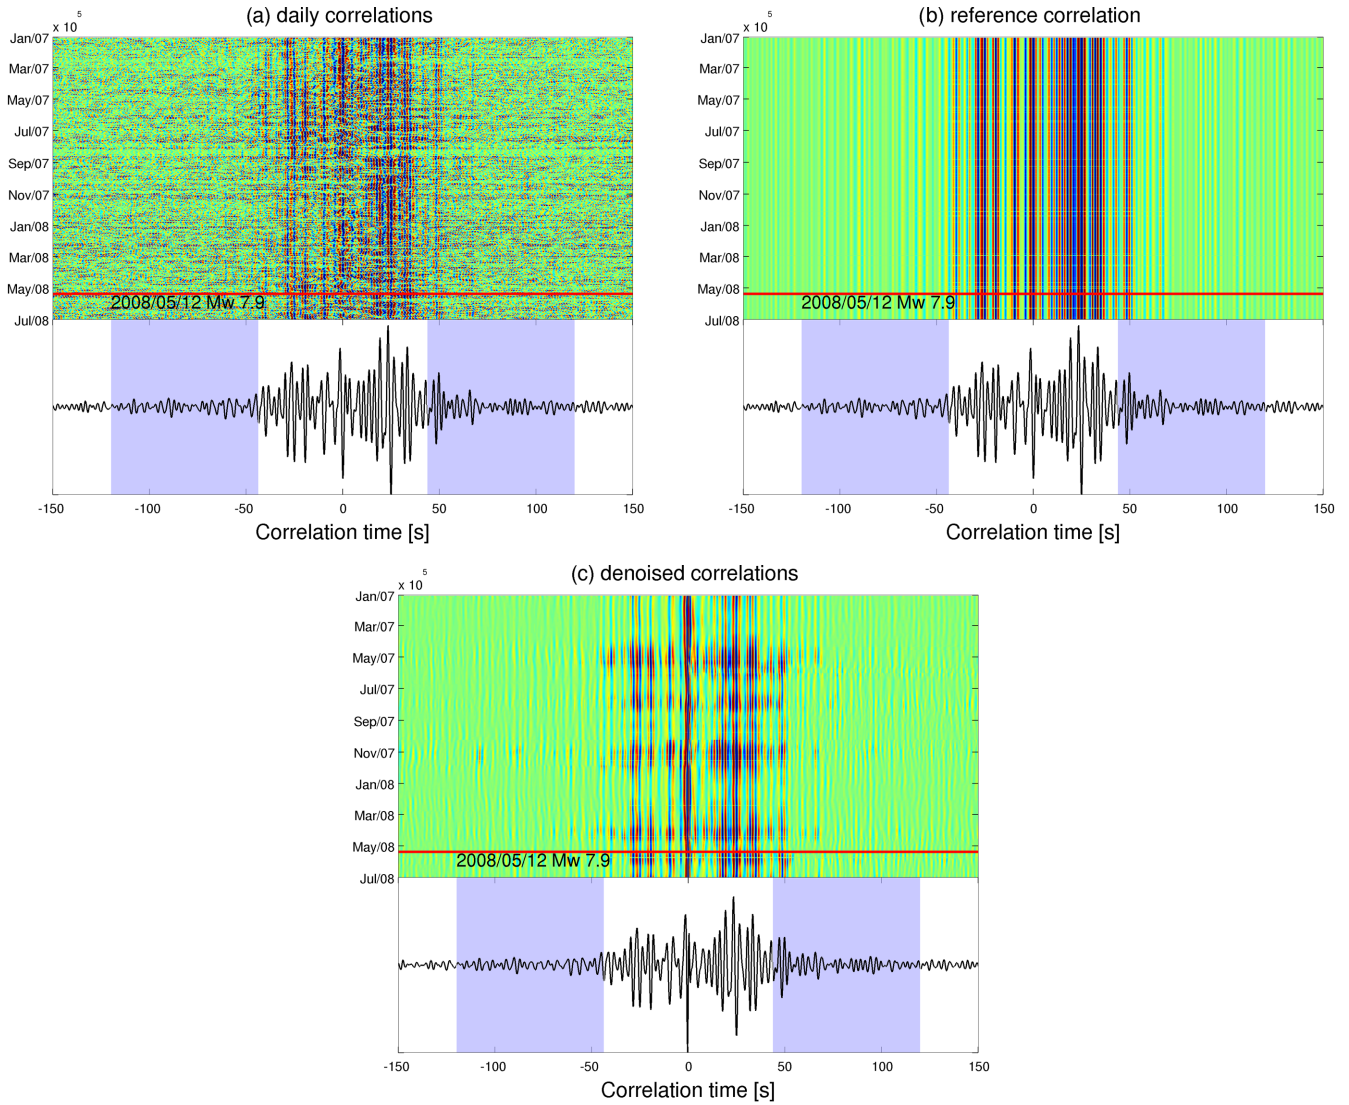 (a) daily correlations
x 10 5
Jan/07
Mar/07
May/07
Jul/07
Sep/07
Nov/07
Jan/08
Mar/08
May/08
2008/05/12 Mw 7.9
Jul/08
-150 -100 -50 0 50 100 150
Correlation time [s]
(b) reference correlation
x 10 5
Jan/07
Mar/07
May/07
Jul/07
Sep/07
Nov/07
Jan/08
Mar/08
May/08
2008/05/12 Mw 7.9
Jul/08
-150 -100 -50 0 50 100 150
Correlation time [s]
(c) denoised correlations
x 10 5
Jan/07
Mar/07
May/07
Jul/07
Sep/07
Nov/07
Jan/08
Mar/08
May/08
2008/05/12 Mw 7.9
Jul/08
-150 -100 -50 0 50 100 150
Correlation time [s]